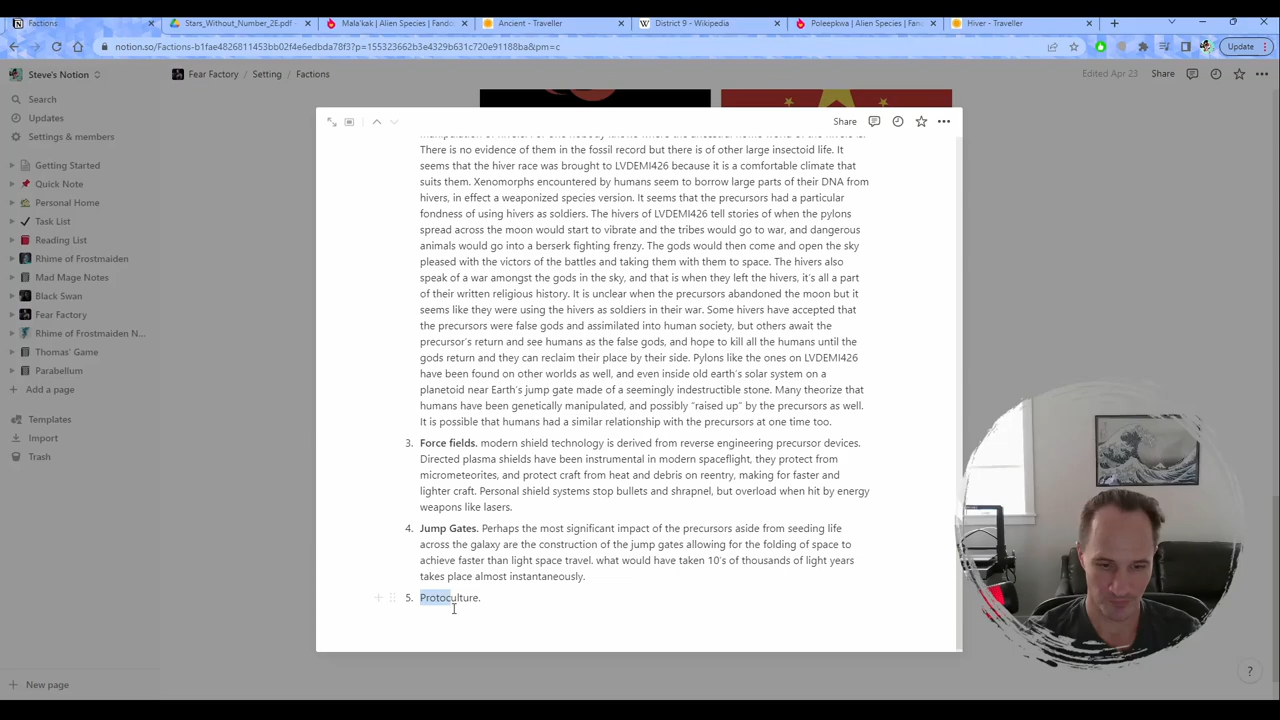 Factions
Stars_Without_Number_2E.pdf -
Mala'kak | Alien Species | Fando
Ancient - Traveller
District 9 - Wikipedia
Poleepkwa | Alien Species | Fan
Hiver - Traveller
notion.so/Factions-b1fae4826811453bb02f4e6edbda78f3?p=155323662b3e4329b631c720e91188ba&pm=c
Update
Steve's Notion
Fear Factory / Setting / Factions
Edited Apr 23
Share
Search
Updates
Settings & members
Getting Started
Quick Note
Personal Home
Task List
Reading List
Rhime of Frostmaiden
Mad Mage Notes
Black Swan
Fear Factory
Rhime of Frostmaiden N...
Thomas' Game
Parabellum
Add a page
Templates
Import
Trash
New page
Share
There is no evidence of them in the fossil record but there is of other large insectoid life. It
seems that the hiver race was brought to LVDEMI426 because it is a comfortable climate that
suits them. Xenomorphs encountered by humans seem to borrow large parts of their DNA from
hivers, in effect a weaponized species version. It seems that the precursors had a particular
fondness of using hivers as soldiers. The hivers of LVDEMI426 tell stories of when the pylons
spread across the moon would start to vibrate and the tribes would go to war, and dangerous
animals would go into a berserk fighting frenzy. The gods would then come and open the sky
pleased with the victors of the battles and taking them with them to space. The hivers also
speak of a war amongst the gods in the sky, and that is when they left the hivers, it's all a part
of their written religious history. It is unclear when the precursors abandoned the moon but it
seems like they were using the hivers as soldiers in their war. Some hivers have accepted that
the precursors were false gods and assimilated into human society, but others await the
precursor's return and see humans as the false gods, and hope to kill all the humans until the
gods return and they can reclaim their place by their side. Pylons like the ones on LVDEMI426
have been found on other worlds as well, and even inside old earth's solar system on a
planetoid near Earth's jump gate made of a seemingly indestructible stone. Many theorize that
humans have been genetically manipulated, and possibly "raised up" by the precursors as well.
It is possible that humans had a similar relationship with the precursors at one time too.
3. Force fields. modern shield technology is derived from reverse engineering precursor devices.
Directed plasma shields have been instrumental in modern spaceflight, they protect from
micrometeorites, and protect craft from heat and debris on reentry, making for faster and
lighter craft. Personal shield systems stop bullets and shrapnel, but overload when hit by energy
weapons like lasers.
4. Jump Gates. Perhaps the most significant impact of the precursors aside from seeding life
across the galaxy are the construction of the jump gates allowing for the folding of space to
achieve faster than light space travel. what would have taken 10's of thousands of light years
takes place almost instantaneously.
5. Protoculture.